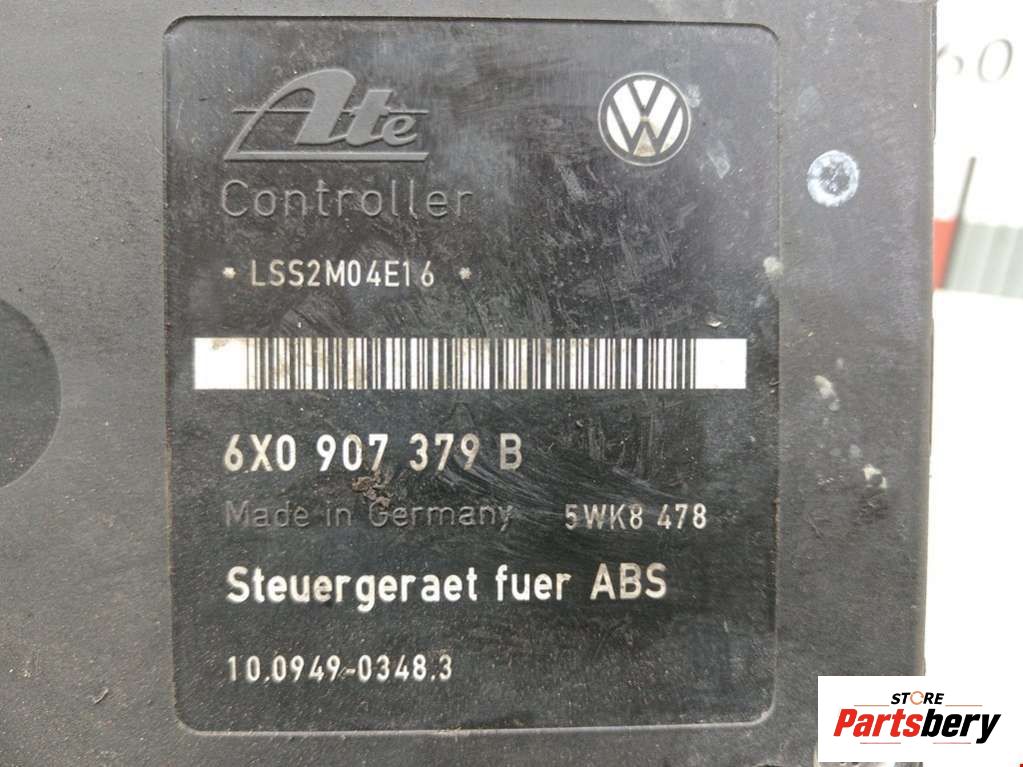 Ate
Controller
* LSS2M04E16 *
6X0 907 379 B
Made in Germany 5WK8 478
Steuergeraet fuer ABS
10.0949-0348.3
STORE
Partsbery